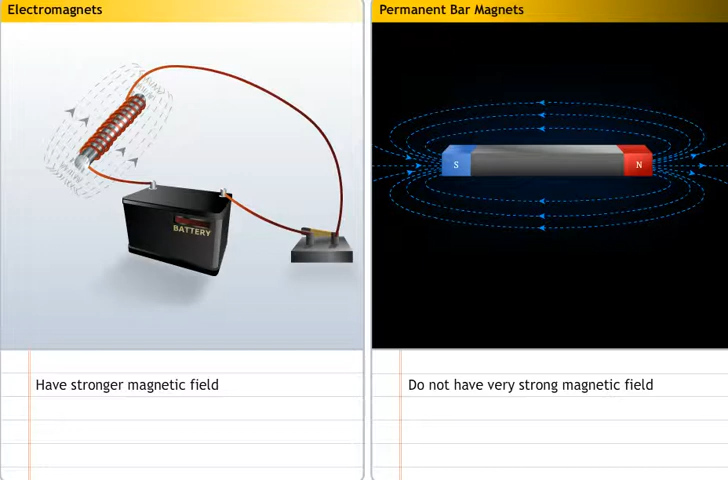 Electromagnets
BATTERY
Have stronger magnetic field
Permanent Bar Magnets
S
N
Do not have very strong magnetic field